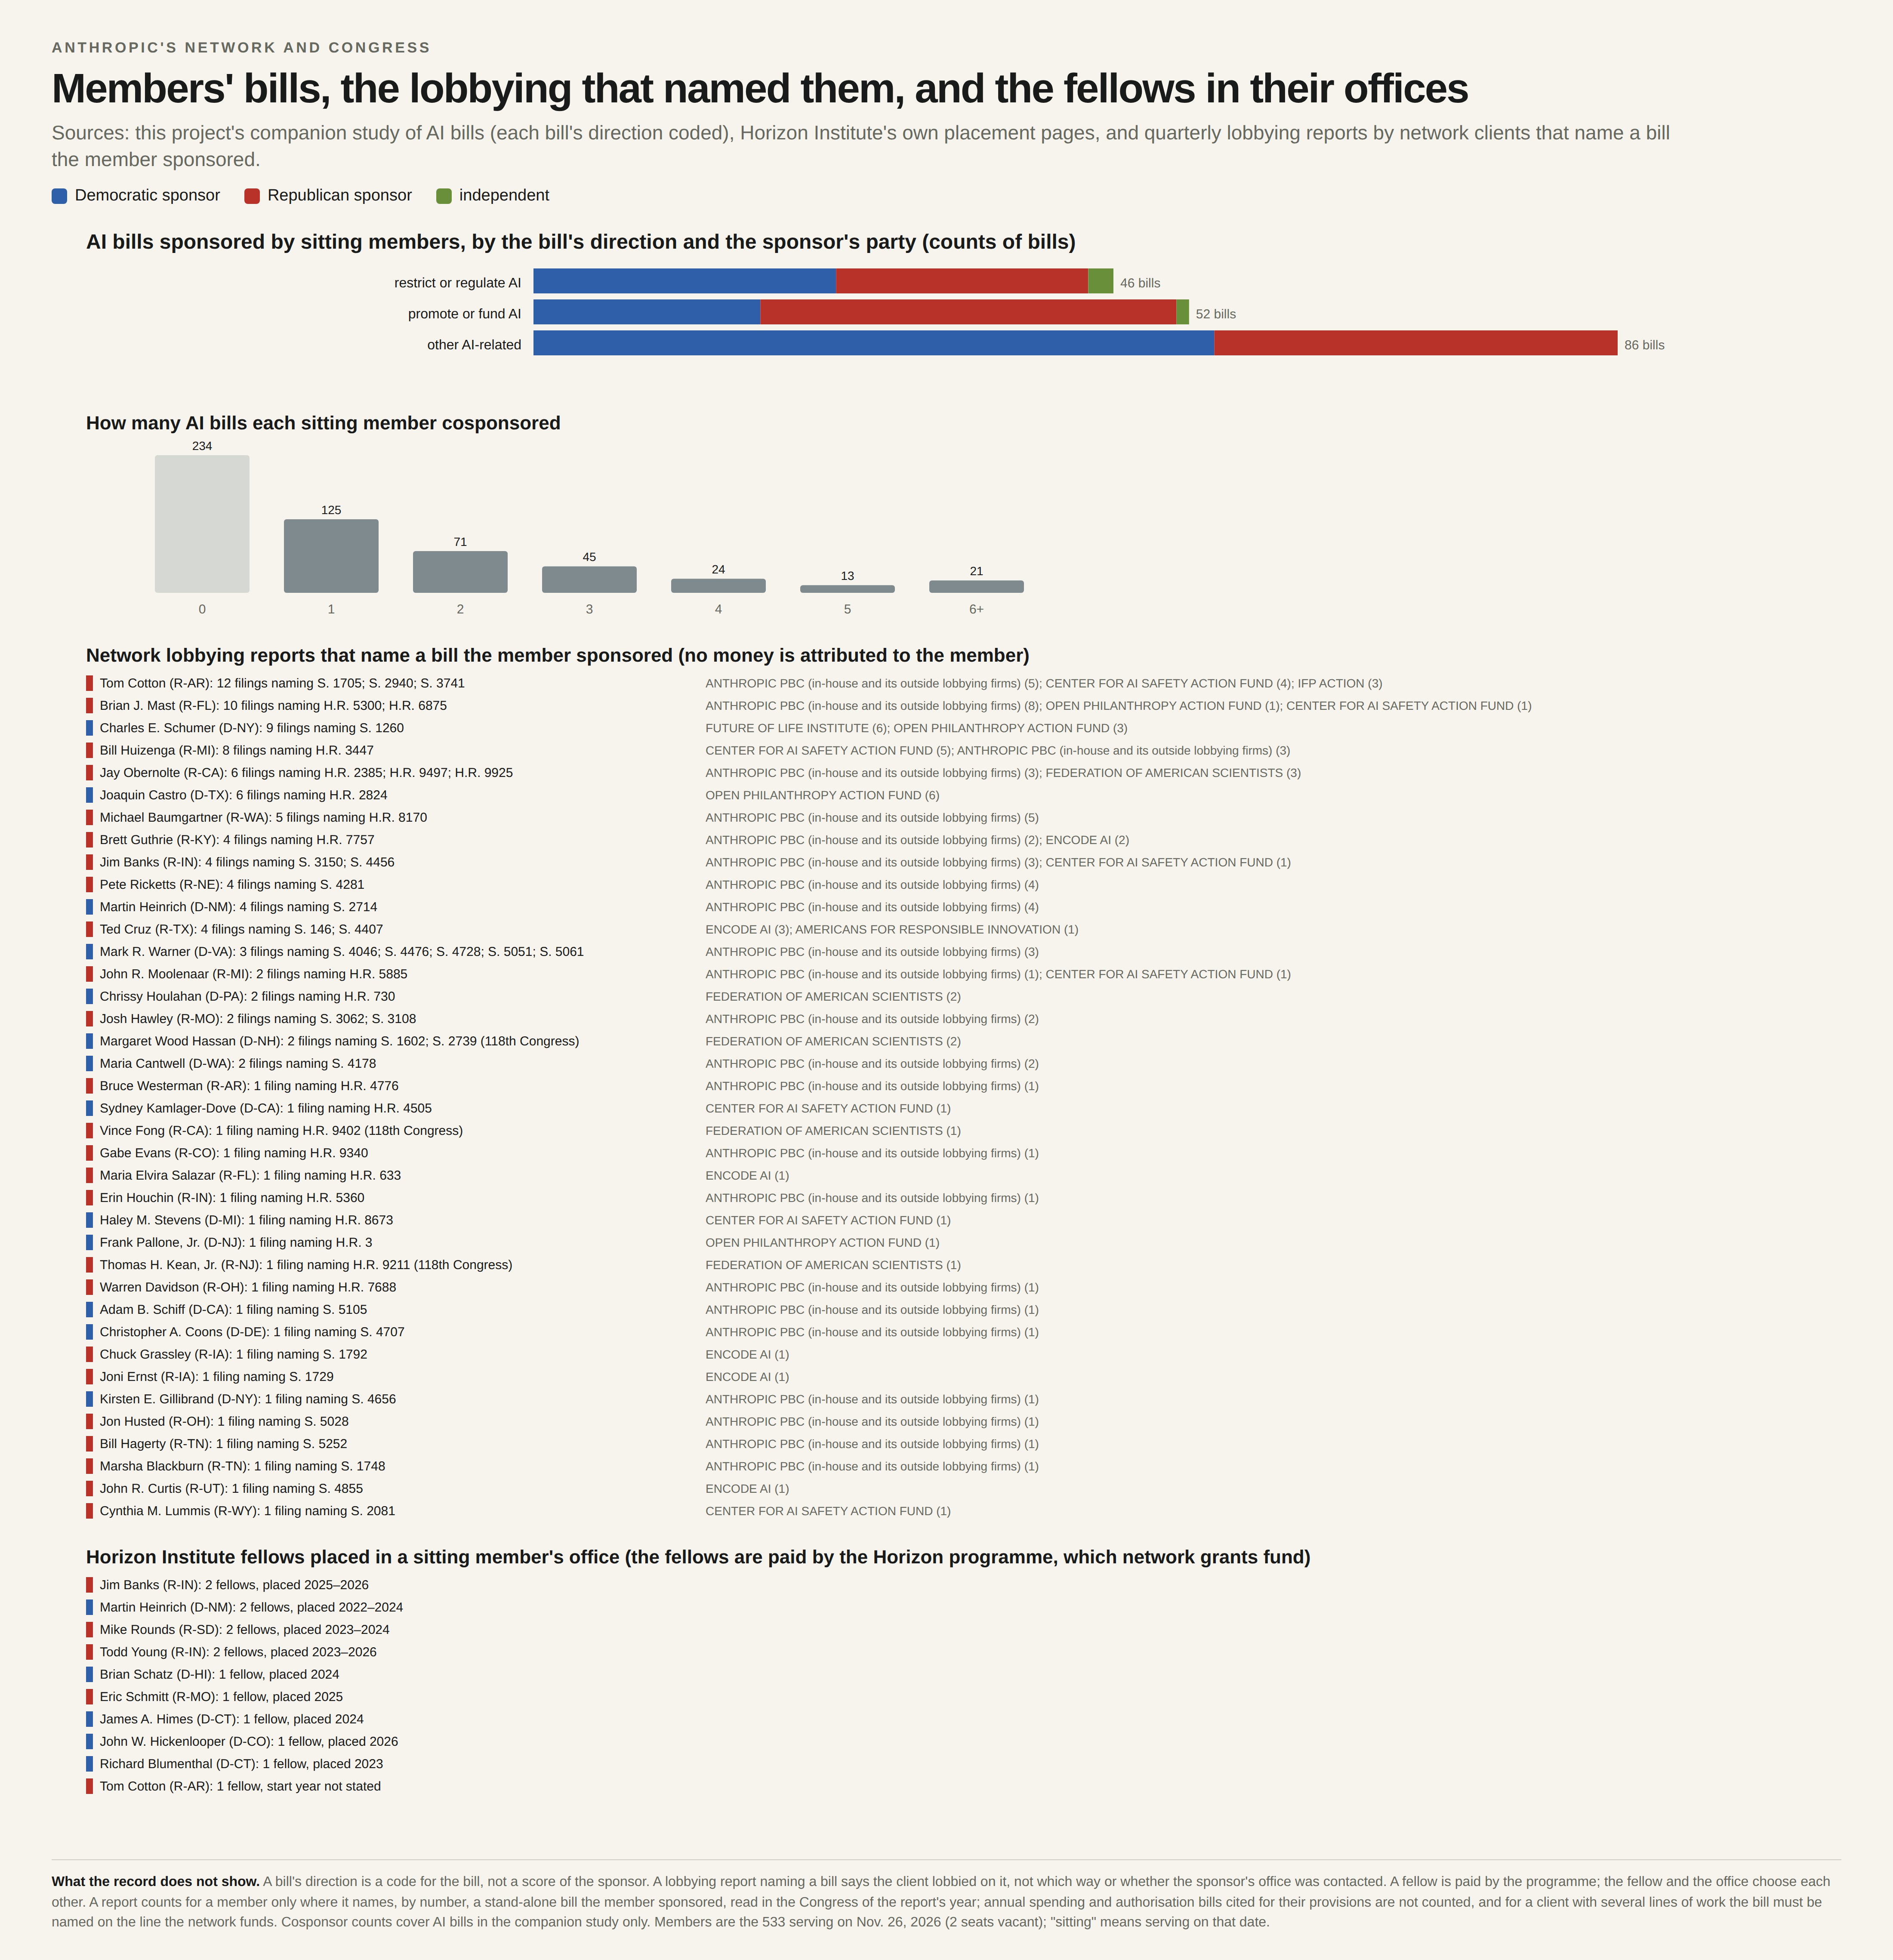 ANTHROPIC'S NETWORK AND CONGRESS
Members' bills, the lobbying that named them, and the fellows in their offices
Sources: this project's companion study of AI bills (each bill's direction coded), Horizon Institute's own placement pages, and quarterly lobbying reports by network clients that name a bill
the member sponsored.
Democratic sponsor Republican sponsor independent
AI bills sponsored by sitting members, by the bill's direction and the sponsor's party (counts of bills)
restrict or regulate AI 46 bills
promote or fund AI 52 bills
other AI-related 86 bills
How many AI bills each sitting member cosponsored
234 125 71 45 24 13 21
0 1 2 3 4 5 6+
Network lobbying reports that name a bill the member sponsored (no money is attributed to the member)
Tom Cotton (R-AR): 12 filings naming S. 1705; S. 2940; S. 3741 ANTHROPIC PBC (in-house and its outside lobbying firms) (5); CENTER FOR AI SAFETY ACTION FUND (4); IFP ACTION (3)
Brian J. Mast (R-FL): 10 filings naming H.R. 5300; H.R. 6875 ANTHROPIC PBC (in-house and its outside lobbying firms) (8); OPEN PHILANTHROPY ACTION FUND (1); CENTER FOR AI SAFETY ACTION FUND (1)
Charles E. Schumer (D-NY): 9 filings naming S. 1260 FUTURE OF LIFE INSTITUTE (6); OPEN PHILANTHROPY ACTION FUND (3)
Bill Huizenga (R-MI): 8 filings naming H.R. 3447 CENTER FOR AI SAFETY ACTION FUND (5); ANTHROPIC PBC (in-house and its outside lobbying firms) (3)
Jay Obernolte (R-CA): 6 filings naming H.R. 2385; H.R. 9497; H.R. 9925 ANTHROPIC PBC (in-house and its outside lobbying firms) (3); FEDERATION OF AMERICAN SCIENTISTS (3)
Joaquin Castro (D-TX): 6 filings naming H.R. 2824 OPEN PHILANTHROPY ACTION FUND (6)
Michael Baumgartner (R-WA): 5 filings naming H.R. 8170 ANTHROPIC PBC (in-house and its outside lobbying firms) (5)
Brett Guthrie (R-KY): 4 filings naming H.R. 7757 ANTHROPIC PBC (in-house and its outside lobbying firms) (2); ENCODE AI (2)
Jim Banks (R-IN): 4 filings naming S. 3150; S. 4456 ANTHROPIC PBC (in-house and its outside lobbying firms) (3); CENTER FOR AI SAFETY ACTION FUND (1)
Pete Ricketts (R-NE): 4 filings naming S. 4281 ANTHROPIC PBC (in-house and its outside lobbying firms) (4)
Martin Heinrich (D-NM): 4 filings naming S. 2714 ANTHROPIC PBC (in-house and its outside lobbying firms) (4)
Ted Cruz (R-TX): 4 filings naming S. 146; S. 4407 ENCODE AI (3); AMERICANS FOR RESPONSIBLE INNOVATION (1)
Mark R. Warner (D-VA): 3 filings naming S. 4046; S. 4476; S. 4728; S. 5051; S. 5061 ANTHROPIC PBC (in-house and its outside lobbying firms) (3)
John R. Moolenaar (R-MI): 2 filings naming H.R. 5885 ANTHROPIC PBC (in-house and its outside lobbying firms) (1); CENTER FOR AI SAFETY ACTION FUND (1)
Chrissy Houlahan (D-PA): 2 filings naming H.R. 730 FEDERATION OF AMERICAN SCIENTISTS (2)
Josh Hawley (R-MO): 2 filings naming S. 3062; S. 3108 ANTHROPIC PBC (in-house and its outside lobbying firms) (2)
Margaret Wood Hassan (D-NH): 2 filings naming S. 1602; S. 2739 (118th Congress) FEDERATION OF AMERICAN SCIENTISTS (2)
Maria Cantwell (D-WA): 2 filings naming S. 4178 ANTHROPIC PBC (in-house and its outside lobbying firms) (2)
Bruce Westerman (R-AR): 1 filing naming H.R. 4776 ANTHROPIC PBC (in-house and its outside lobbying firms) (1)
Sydney Kamlager-Dove (D-CA): 1 filing naming H.R. 4505 CENTER FOR AI SAFETY ACTION FUND (1)
Vince Fong (R-CA): 1 filing naming H.R. 9402 (118th Congress) FEDERATION OF AMERICAN SCIENTISTS (1)
Gabe Evans (R-CO): 1 filing naming H.R. 9340 ANTHROPIC PBC (in-house and its outside lobbying firms) (1)
Maria Elvira Salazar (R-FL): 1 filing naming H.R. 633 ENCODE AI (1)
Erin Houchin (R-IN): 1 filing naming H.R. 5360 ANTHROPIC PBC (in-house and its outside lobbying firms) (1)
Haley M. Stevens (D-MI): 1 filing naming H.R. 8673 CENTER FOR AI SAFETY ACTION FUND (1)
Frank Pallone, Jr. (D-NJ): 1 filing naming H.R. 3 OPEN PHILANTHROPY ACTION FUND (1)
Thomas H. Kean, Jr. (R-NJ): 1 filing naming H.R. 9211 (118th Congress) FEDERATION OF AMERICAN SCIENTISTS (1)
Warren Davidson (R-OH): 1 filing naming H.R. 7688 ANTHROPIC PBC (in-house and its outside lobbying firms) (1)
Adam B. Schiff (D-CA): 1 filing naming S. 5105 ANTHROPIC PBC (in-house and its outside lobbying firms) (1)
Christopher A. Coons (D-DE): 1 filing naming S. 4707 ANTHROPIC PBC (in-house and its outside lobbying firms) (1)
Chuck Grassley (R-IA): 1 filing naming S. 1792 ENCODE AI (1)
Joni Ernst (R-IA): 1 filing naming S. 1729 ENCODE AI (1)
Kirsten E. Gillibrand (D-NY): 1 filing naming S. 4656 ANTHROPIC PBC (in-house and its outside lobbying firms) (1)
Jon Husted (R-OH): 1 filing naming S. 5028 ANTHROPIC PBC (in-house and its outside lobbying firms) (1)
Bill Hagerty (R-TN): 1 filing naming S. 5252 ANTHROPIC PBC (in-house and its outside lobbying firms) (1)
Marsha Blackburn (R-TN): 1 filing naming S. 1748 ANTHROPIC PBC (in-house and its outside lobbying firms) (1)
John R. Curtis (R-UT): 1 filing naming S. 4855 ENCODE AI (1)
Cynthia M. Lummis (R-WY): 1 filing naming S. 2081 CENTER FOR AI SAFETY ACTION FUND (1)
Horizon Institute fellows placed in a sitting member's office (the fellows are paid by the Horizon programme, which network grants fund)
Jim Banks (R-IN): 2 fellows, placed 2025–2026
Martin Heinrich (D-NM): 2 fellows, placed 2022–2024
Mike Rounds (R-SD): 2 fellows, placed 2023–2024
Todd Young (R-IN): 2 fellows, placed 2023–2026
Brian Schatz (D-HI): 1 fellow, placed 2024
Eric Schmitt (R-MO): 1 fellow, placed 2025
James A. Himes (D-CT): 1 fellow, placed 2024
John W. Hickenlooper (D-CO): 1 fellow, placed 2026
Richard Blumenthal (D-CT): 1 fellow, placed 2023
Tom Cotton (R-AR): 1 fellow, start year not stated
What the record does not show. A bill's direction is a code for the bill, not a score of the sponsor. A lobbying report naming a bill says the client lobbied on it, not which way or whether the sponsor's office was contacted. A fellow is paid by the programme; the fellow and the office choose each
other. A report counts for a member only where it names, by number, a stand-alone bill the member sponsored, read in the Congress of the report's year; annual spending and authorisation bills cited for their provisions are not counted, and for a client with several lines of work the bill must be
named on the line the network funds. Cosponsor counts cover AI bills in the companion study only. Members are the 533 serving on Nov. 26, 2026 (2 seats vacant); "sitting" means serving on that date.